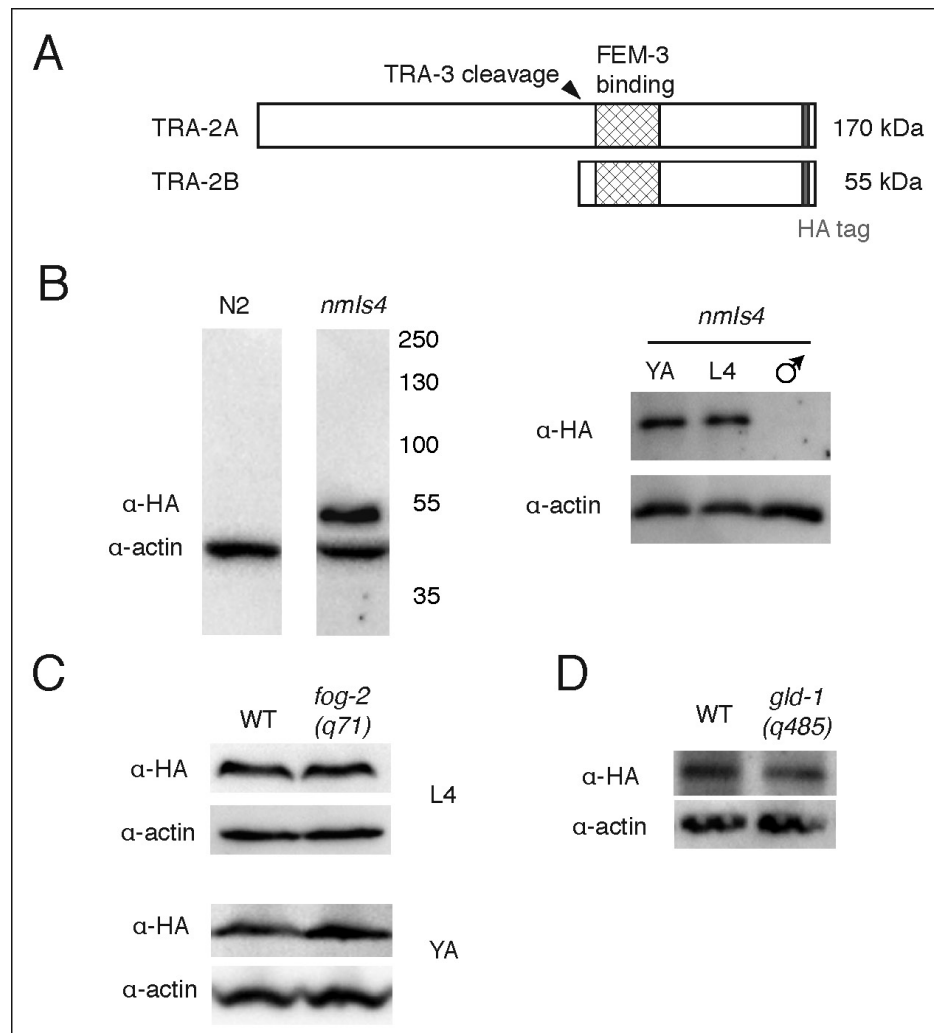 A
TRA-3 cleavage
FEM-3
binding
TRA-2A
170 kDa
TRA-2B
55 kDa
HA tag
B
N2
nmIs4
250
130
100
55
35
α-HA
α-actin
nmIs4
YA L4 ♂
α-HA
α-actin
C
WT
fog-2
(q71)
α-HA
L4
α-actin
α-HA
YA
α-actin
D
WT
gld-1
(q485)
α-HA
α-actin